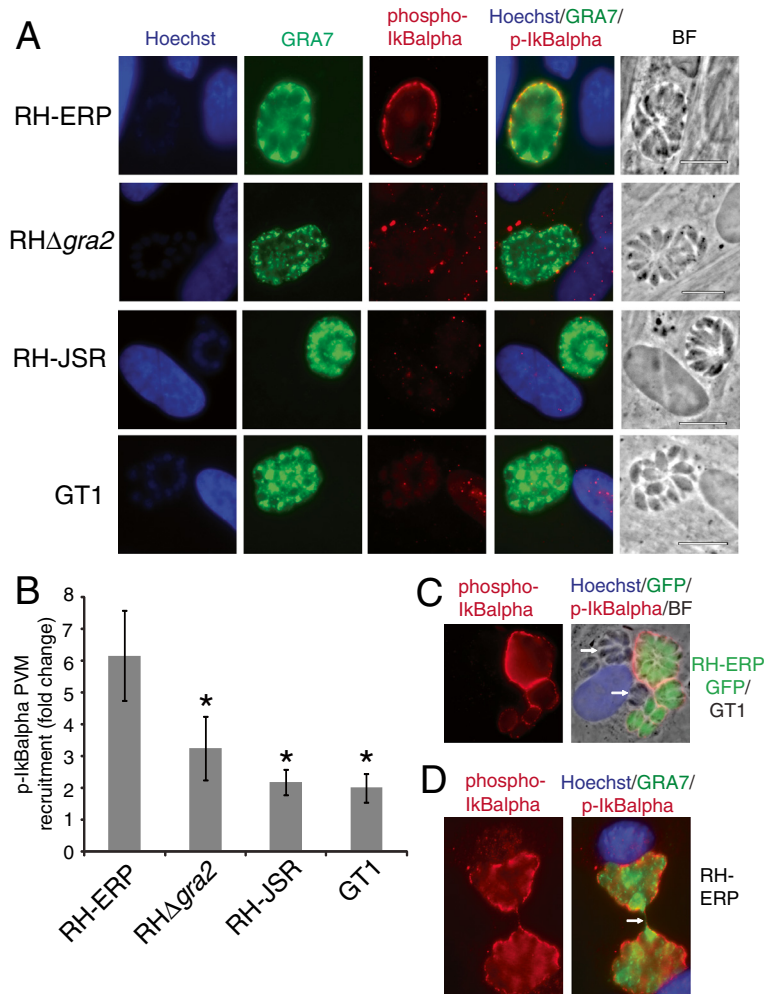 A
Hoechst
GRA7
phospho-
IkBalpha
Hoechst/GRA7/
p-IkBalpha
BF
RH-ERP
RHΔgra2
RH-JSR
GT1
B
p-IkBalpha PVM
recruitment (fold change)
8
7
6
5
4
3
2
1
0
*
*
*
RH-ERP
RHΔgra2
RH-JSR
GT1
C
phospho-
IkBalpha
Hoechst/GFP/
p-IkBalpha/BF
RH-ERP
GFP/
GT1
D
phospho-
IkBalpha
Hoechst/GRA7/
p-IkBalpha
RH-
ERP